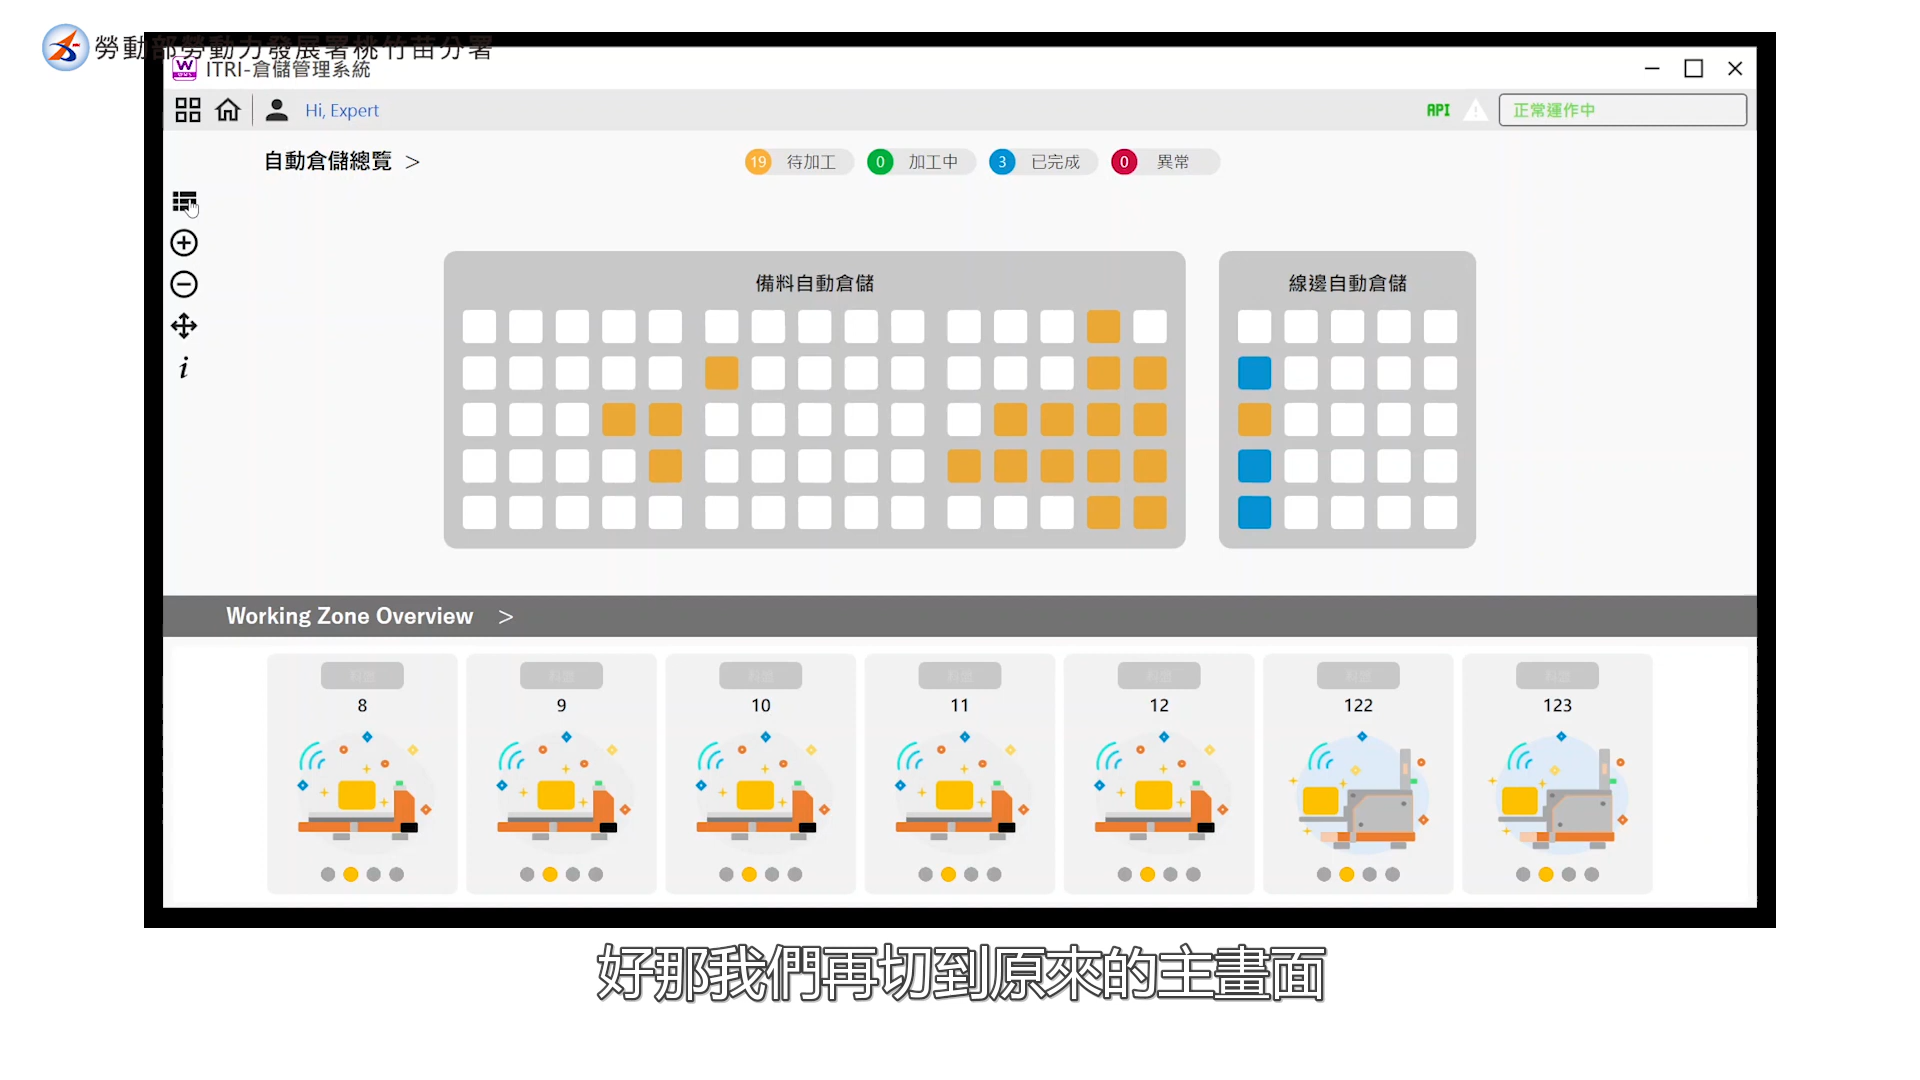 勞動部勞動力發展署桃竹苗分署
ITRI-倉儲管理系統
Hi, Expert
API
正常運作中
自動倉儲總覽 >
19 待加工
0 加工中
3 已完成
0 異常
備料自動倉儲
線邊自動倉儲
Working Zone Overview >
8
9
10
11
12
122
123
好那我們再切到原來的主畫面